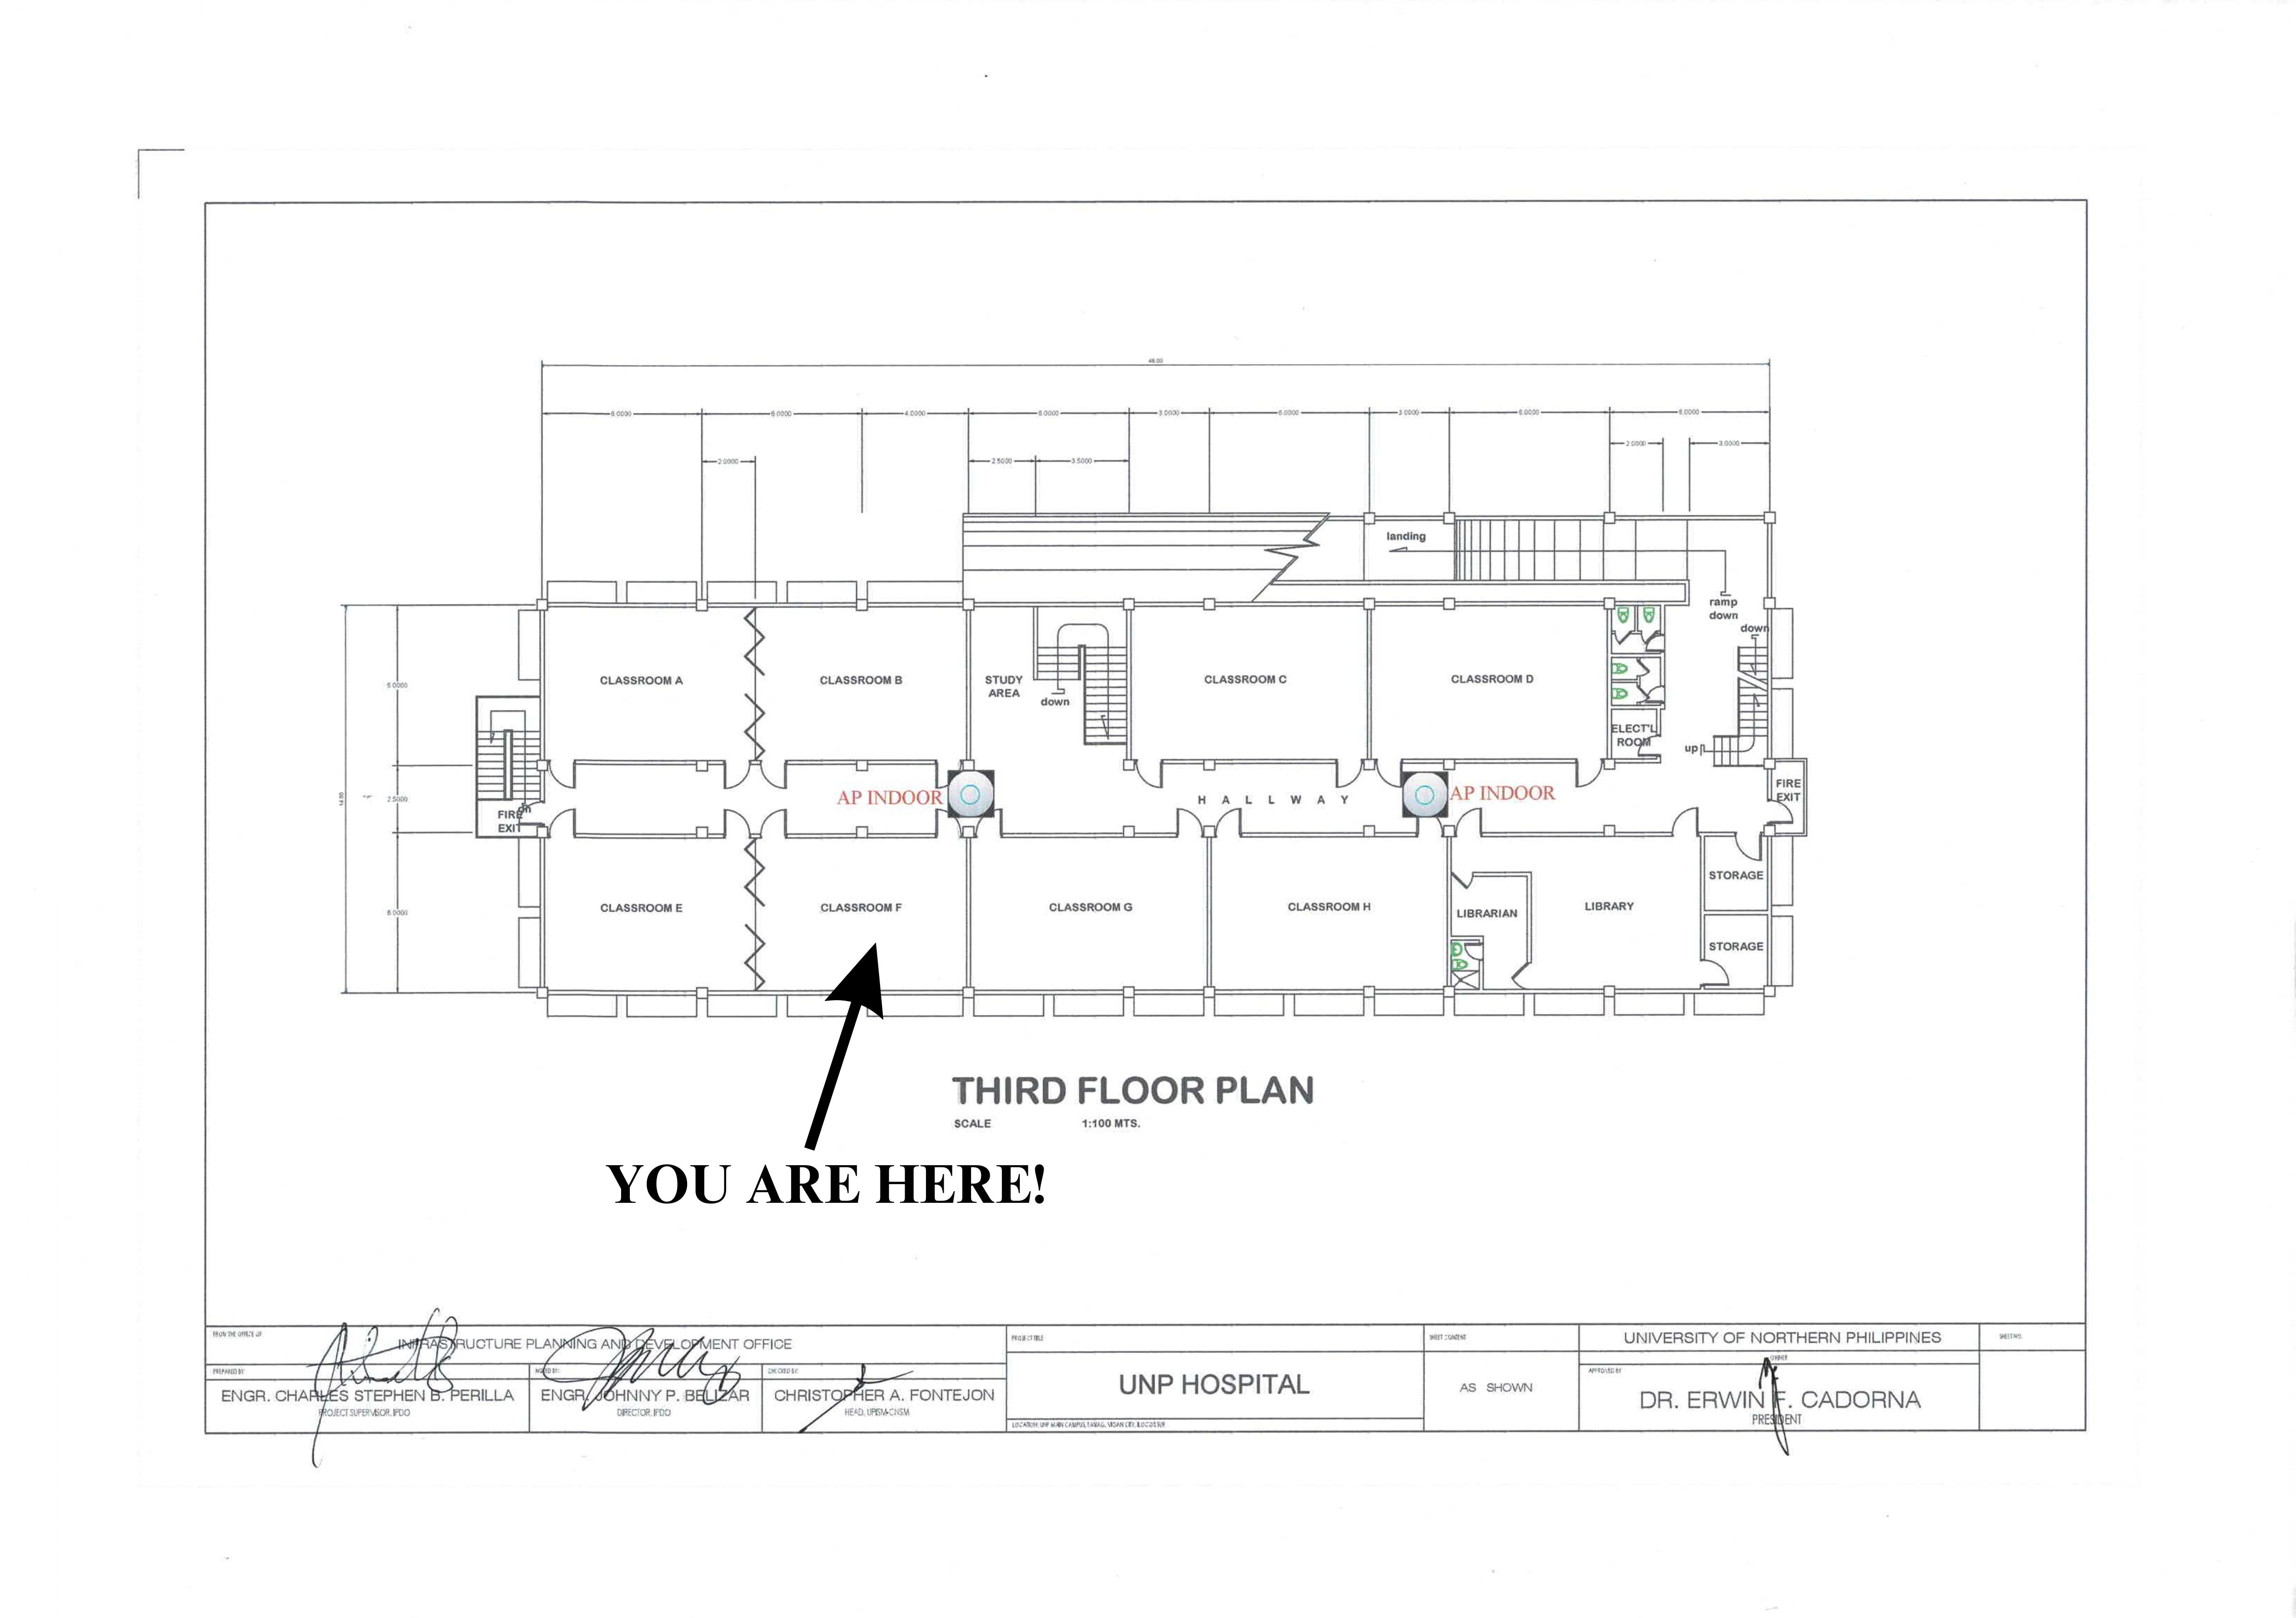 48.00
6.0000 6.0000 4.0000 6.0000 3.0000 6.0000 3.0000 6.0000 6.0000
2.0000 3.0000
2.0000 2.5000 3.5000
landing
ramp
down
down
CLASSROOM A CLASSROOM B STUDY
AREA CLASSROOM C CLASSROOM D
6.0000
down
ELECT'L
ROOM
up
FIRE
EXIT
AP INDOOR AP INDOOR
H A L L W A Y
14.50
2.5000
dn
FIRE
EXIT
STORAGE
CLASSROOM E CLASSROOM F CLASSROOM G CLASSROOM H LIBRARIAN LIBRARY
6.0000
STORAGE
THIRD FLOOR PLAN
SCALE 1:100 MTS.
YOU ARE HERE!
FROM THE OFFICE OF
INFRASTRUCTURE PLANNING AND DEVELOPMENT OFFICE
PREPARED BY: NOTED BY: CHECKED BY:
ENGR. CHARLES STEPHEN B. PERILLA ENGR. JOHNNY P. BELIZAR CHRISTOPHER A. FONTEJON
PROJECT SUPERVISOR, IPDO DIRECTOR, IPDO HEAD, UPISM-CNSM
PROJECT TITLE
UNP HOSPITAL
LOCATION: UNP MAIN CAMPUS, TAMAG, VIGAN CITY, ILOCOS SUR
SHEET CONTENT
AS SHOWN
UNIVERSITY OF NORTHERN PHILIPPINES
OWNER
APPROVED BY
DR. ERWIN F. CADORNA
PRESIDENT
SHEET NO.